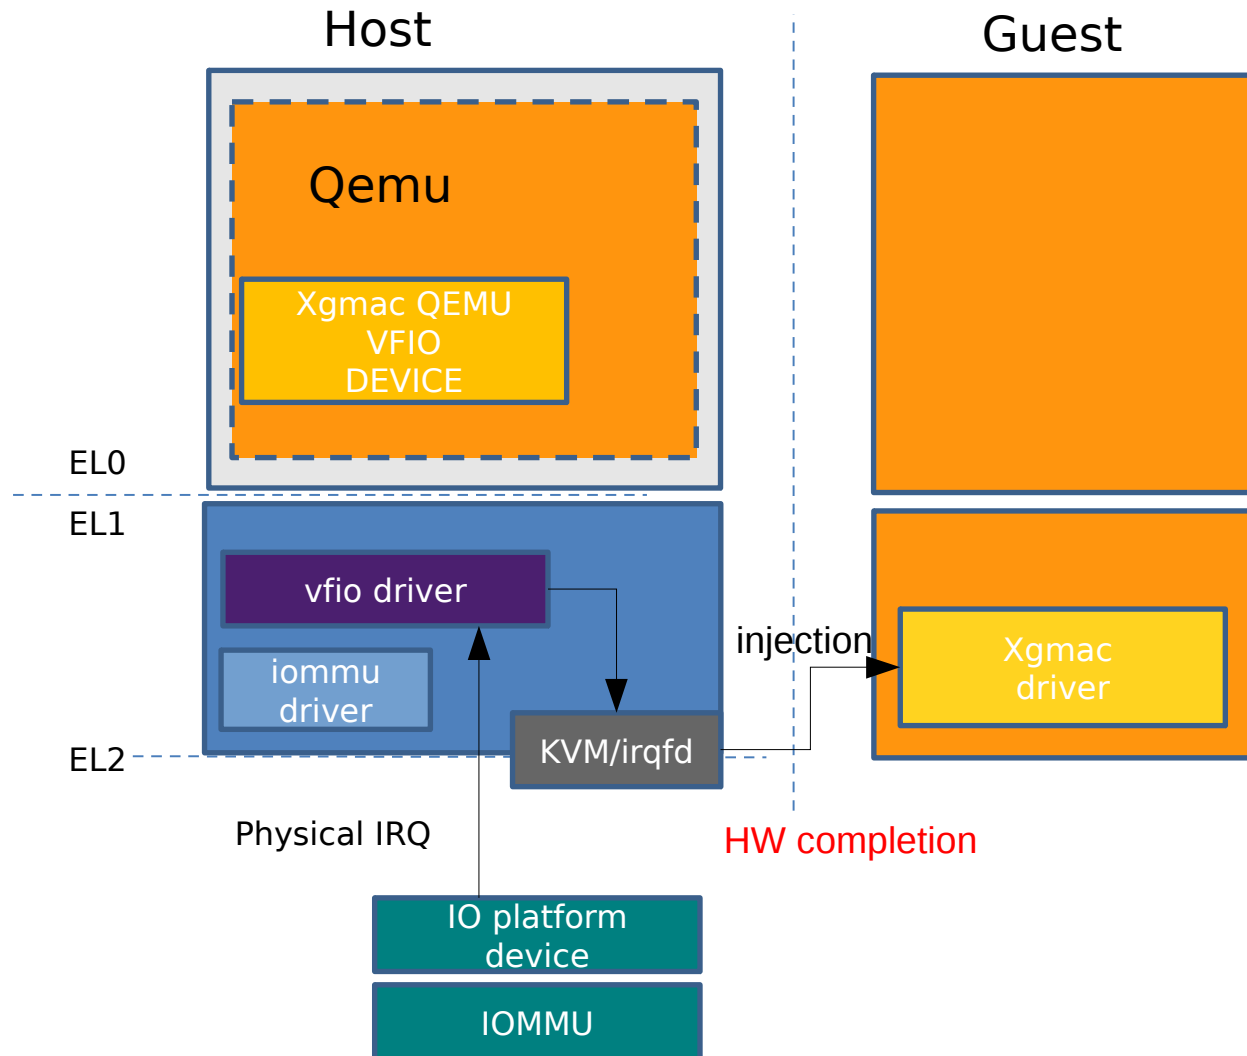 Host
Guest
Qemu
Xgmac QEMU
VFIO
DEVICE
EL0
EL1
vfio driver
iommu
driver
injection
Xgmac
driver
KVM/irqfd
EL2
Physical IRQ
HW completion
IO platform
device
IOMMU